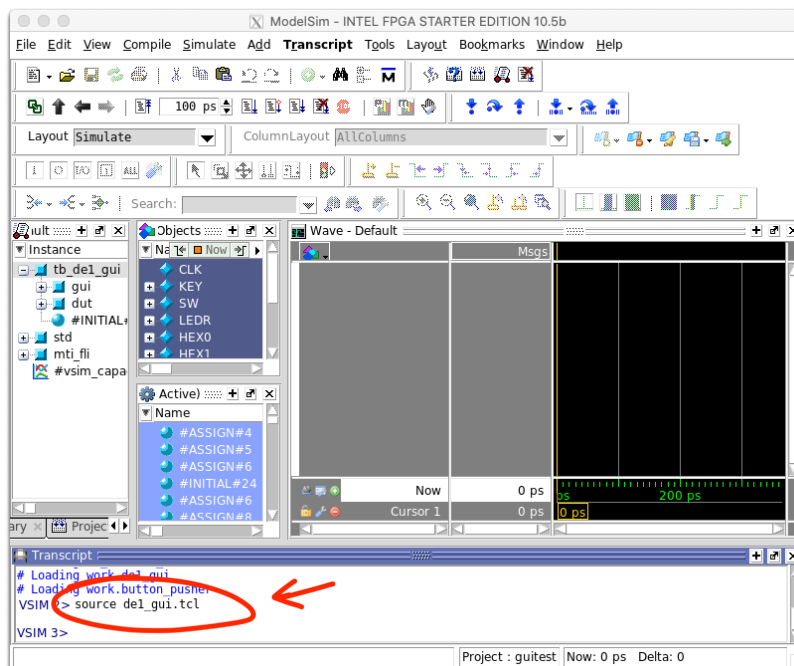 ModelSim - INTEL FPGA STARTER EDITION 10.5b
File Edit View Compile Simulate Add Transcript Tools Layout Bookmarks Window Help
100 ps
Layout Simulate ColumnLayout AllColumns
Search:
ult
Instance
tb_de1_gui
gui
dut
#INITIAL#
std
mti_fli
#vsim_capa
ary Projec
Objects
Na Now
CLK
KEY
SW
LEDR
HEX0
HEX1
Active)
Name
#ASSIGN#4
#ASSIGN#5
#ASSIGN#6
#INITIAL#24
#ASSIGN#6
#ASSIGN#8
Wave - Default
Msgs
Now 0 ps
ps 200 ps
Cursor 1 0 ps 0 ps
Transcript
# Loading work.de1_gui
# Loading work.button_pusher
VSIM 2> source de1_gui.tcl
VSIM 3>
Project : guitest Now: 0 ps Delta: 0